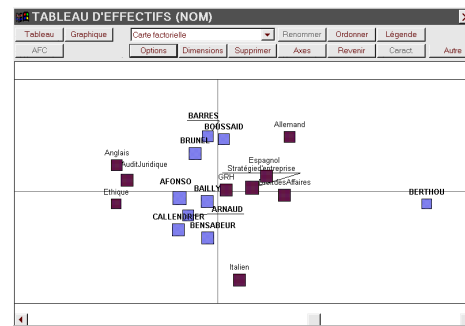 TABLEAU D'EFFECTIFS (NOM)
Tableau Graphique Carte factorielle Renommer Ordonner Légende
AFC Options Dimensions Supprimer Axes Revenir Caract. Autre
BARRES
BOUSSAID
Allemand
BRUNEL
Anglais
AuditJuridique
Espagnol
Stratégied'entreprise
GRH
AFONSO
BAILLY
desAffaires
Ethique
BERTHOU
ARNAUD
CALLENDRIER
BENSABEUR
Italien